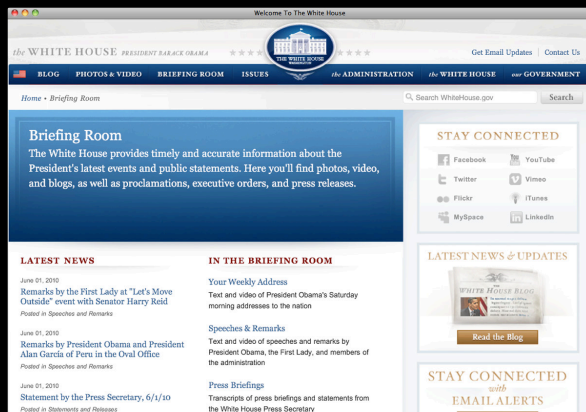 Welcome To The White House
the WHITE HOUSE PRESIDENT BARACK OBAMA
THE WHITE HOUSE
WASHINGTON
Get Email Updates Contact Us
BLOG PHOTOS & VIDEO BRIEFING ROOM ISSUES the ADMINISTRATION the WHITE HOUSE our GOVERNMENT
Home • Briefing Room
Search WhiteHouse.gov Search
Briefing Room
The White House provides timely and accurate information about the
President's latest events and public statements. Here you'll find photos, video,
and blogs, as well as proclamations, executive orders, and press releases.
STAY CONNECTED
Facebook YouTube
Twitter Vimeo
Flickr iTunes
MySpace LinkedIn
LATEST NEWS
June 01, 2010
Remarks by the First Lady at "Let's Move
Outside" event with Senator Harry Reid
Posted in Speeches and Remarks
June 01, 2010
Remarks by President Obama and President
Alan Garcia of Peru in the Oval Office
Posted in Speeches and Remarks
June 01, 2010
Statement by the Press Secretary, 6/1/10
Posted in Statements and Releases
IN THE BRIEFING ROOM
Your Weekly Address
Text and video of President Obama's Saturday
morning addresses to the nation
Speeches & Remarks
Text and video of speeches and remarks by
President Obama, the First Lady, and members of
the administration
Press Briefings
Transcripts of press briefings and statements from
the White House Press Secretary
LATEST NEWS & UPDATES
WHITE HOUSE BLOG
Read the Blog
STAY CONNECTED
with
EMAIL ALERTS